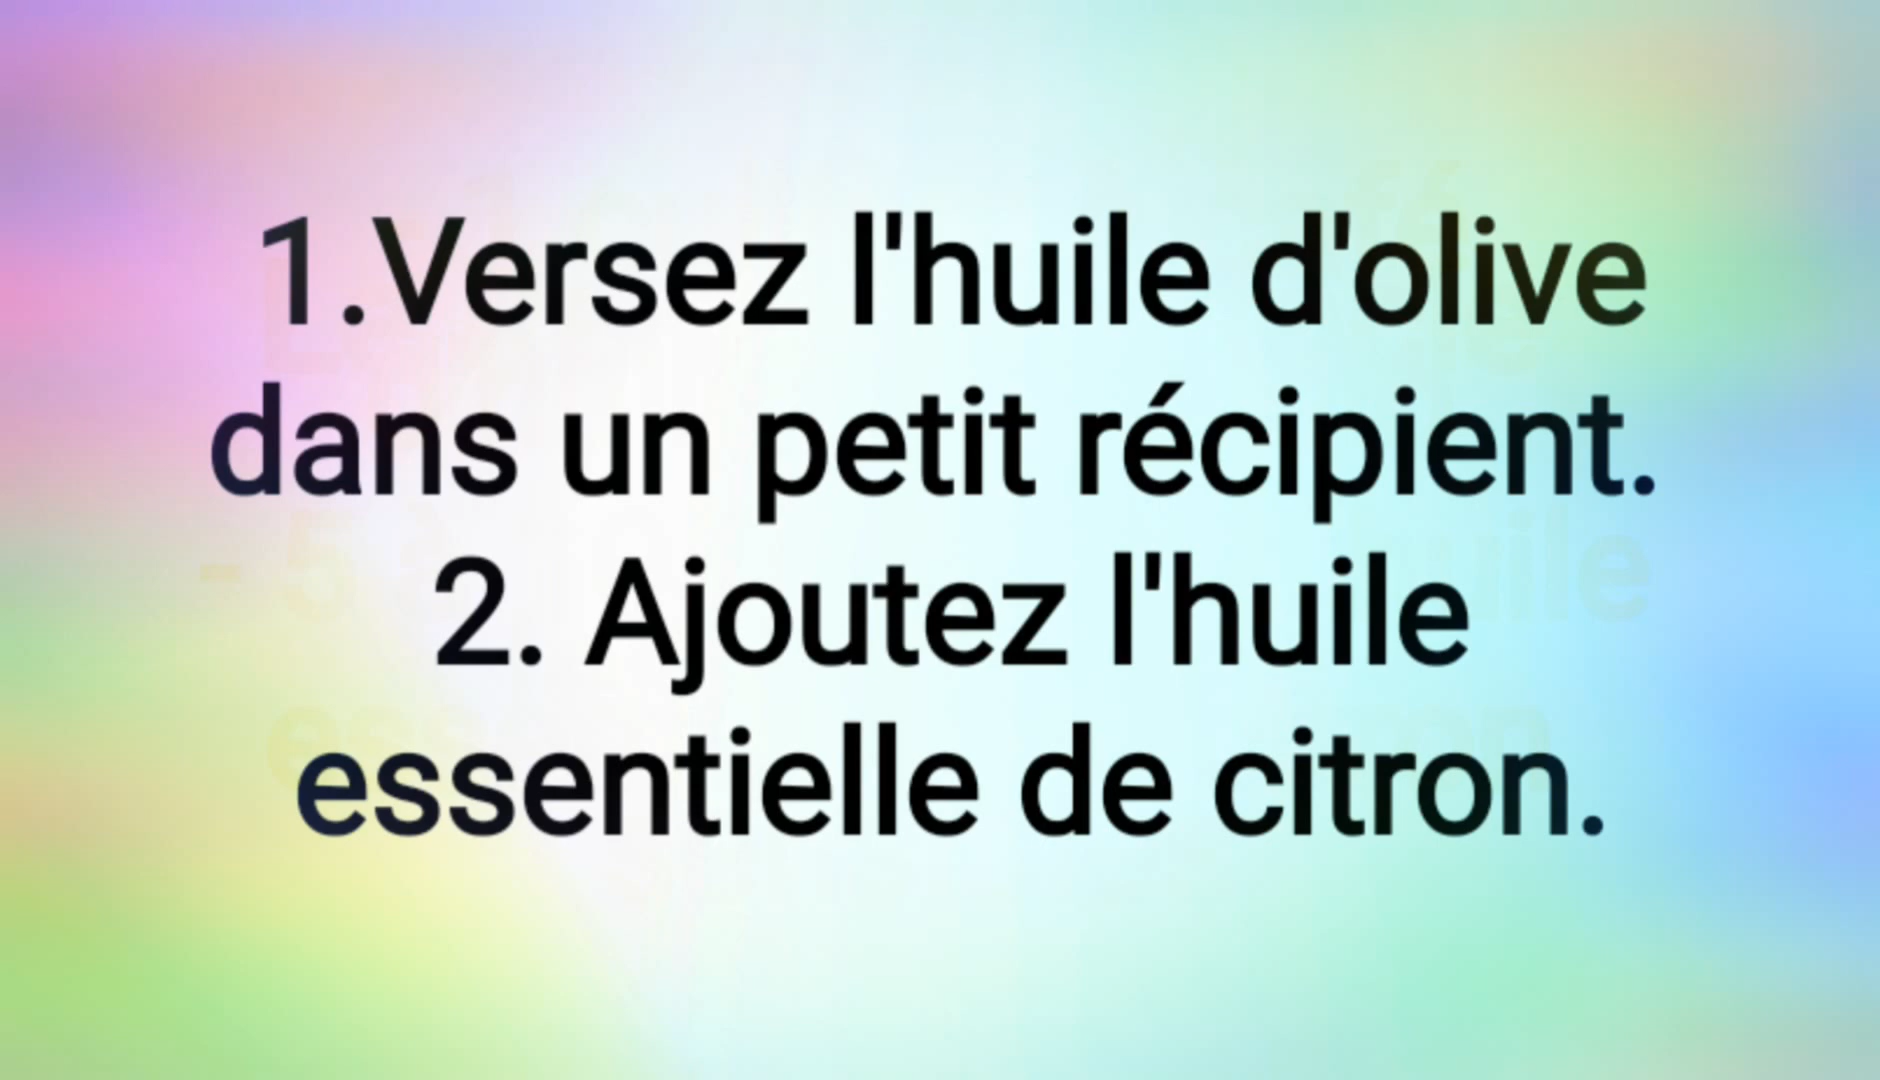 1.Versez l'huile d'olive
dans un petit récipient.
2. Ajoutez l'huile
essentielle de citron.